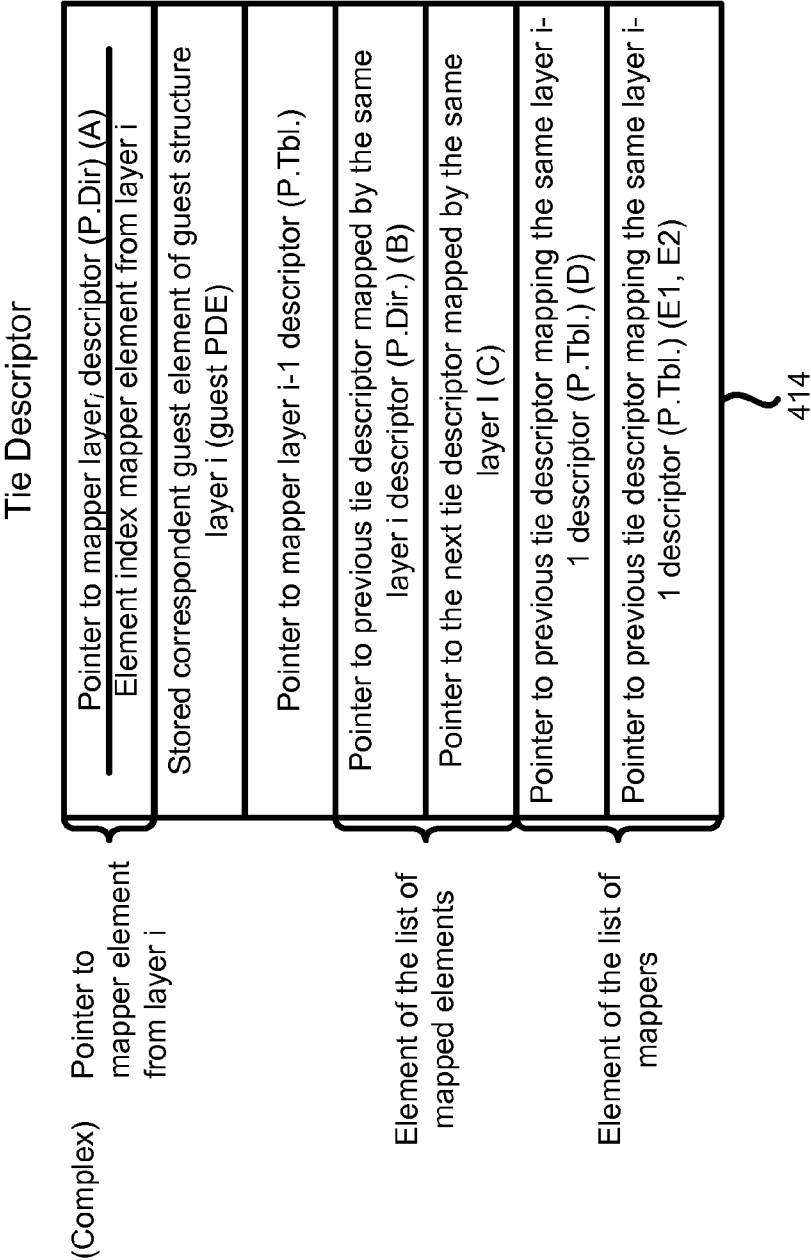 Tie Descriptor
(Complex)
Pointer to
mapper element
from layer i
Pointer to mapper layer i descriptor (P.Dir) (A)
Element index mapper element from layer i
Stored correspondent guest element of guest structure
layer i (guest PDE)
Pointer to mapper layer i-1 descriptor (P.Tbl.)
Element of the list of
mapped elements
Pointer to previous tie descriptor mapped by the same
layer i descriptor (P.Dir.) (B)
Pointer to the next tie descriptor mapped by the same
layer I (C)
Element of the list of
mappers
Pointer to previous tie descriptor mapping the same layer i-
1 descriptor (P.Tbl.) (D)
Pointer to previous tie descriptor mapping the same layer i-
1 descriptor (P.Tbl.) (E1, E2)
414